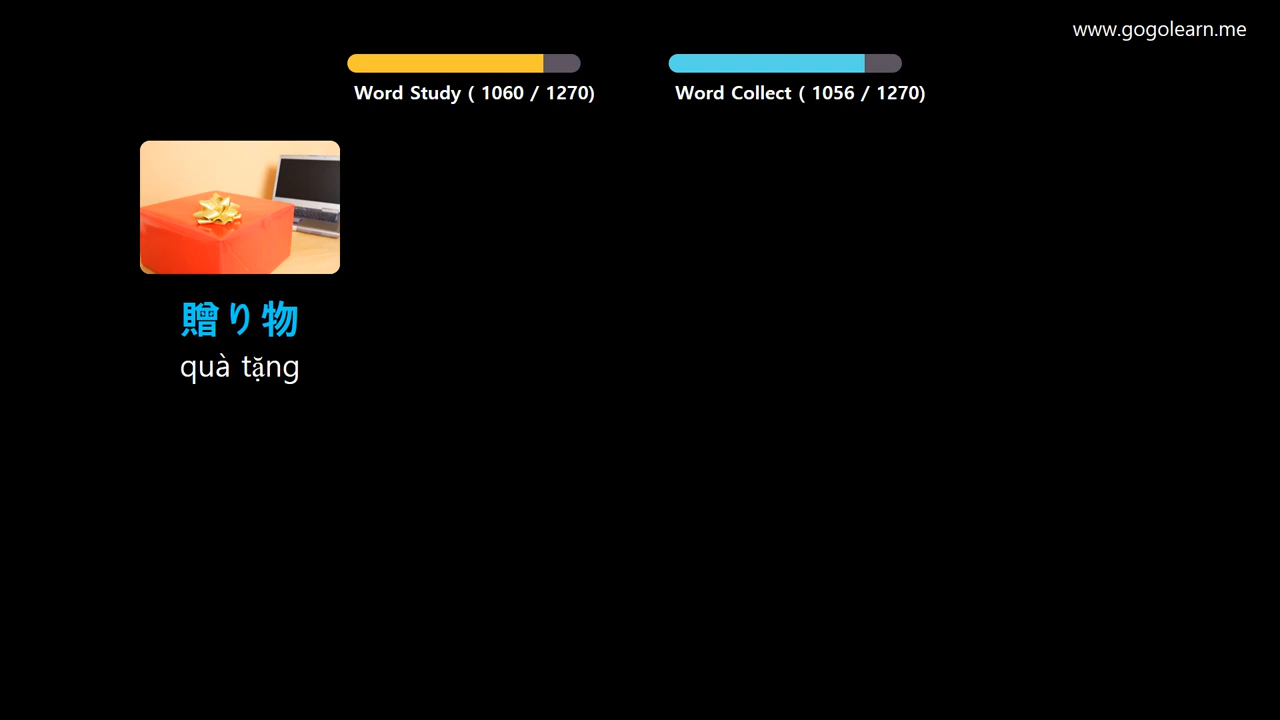 www.gogolearn.me
Word Study ( 1060 / 1270)
Word Collect ( 1056 / 1270)
贈り物
quà tặng